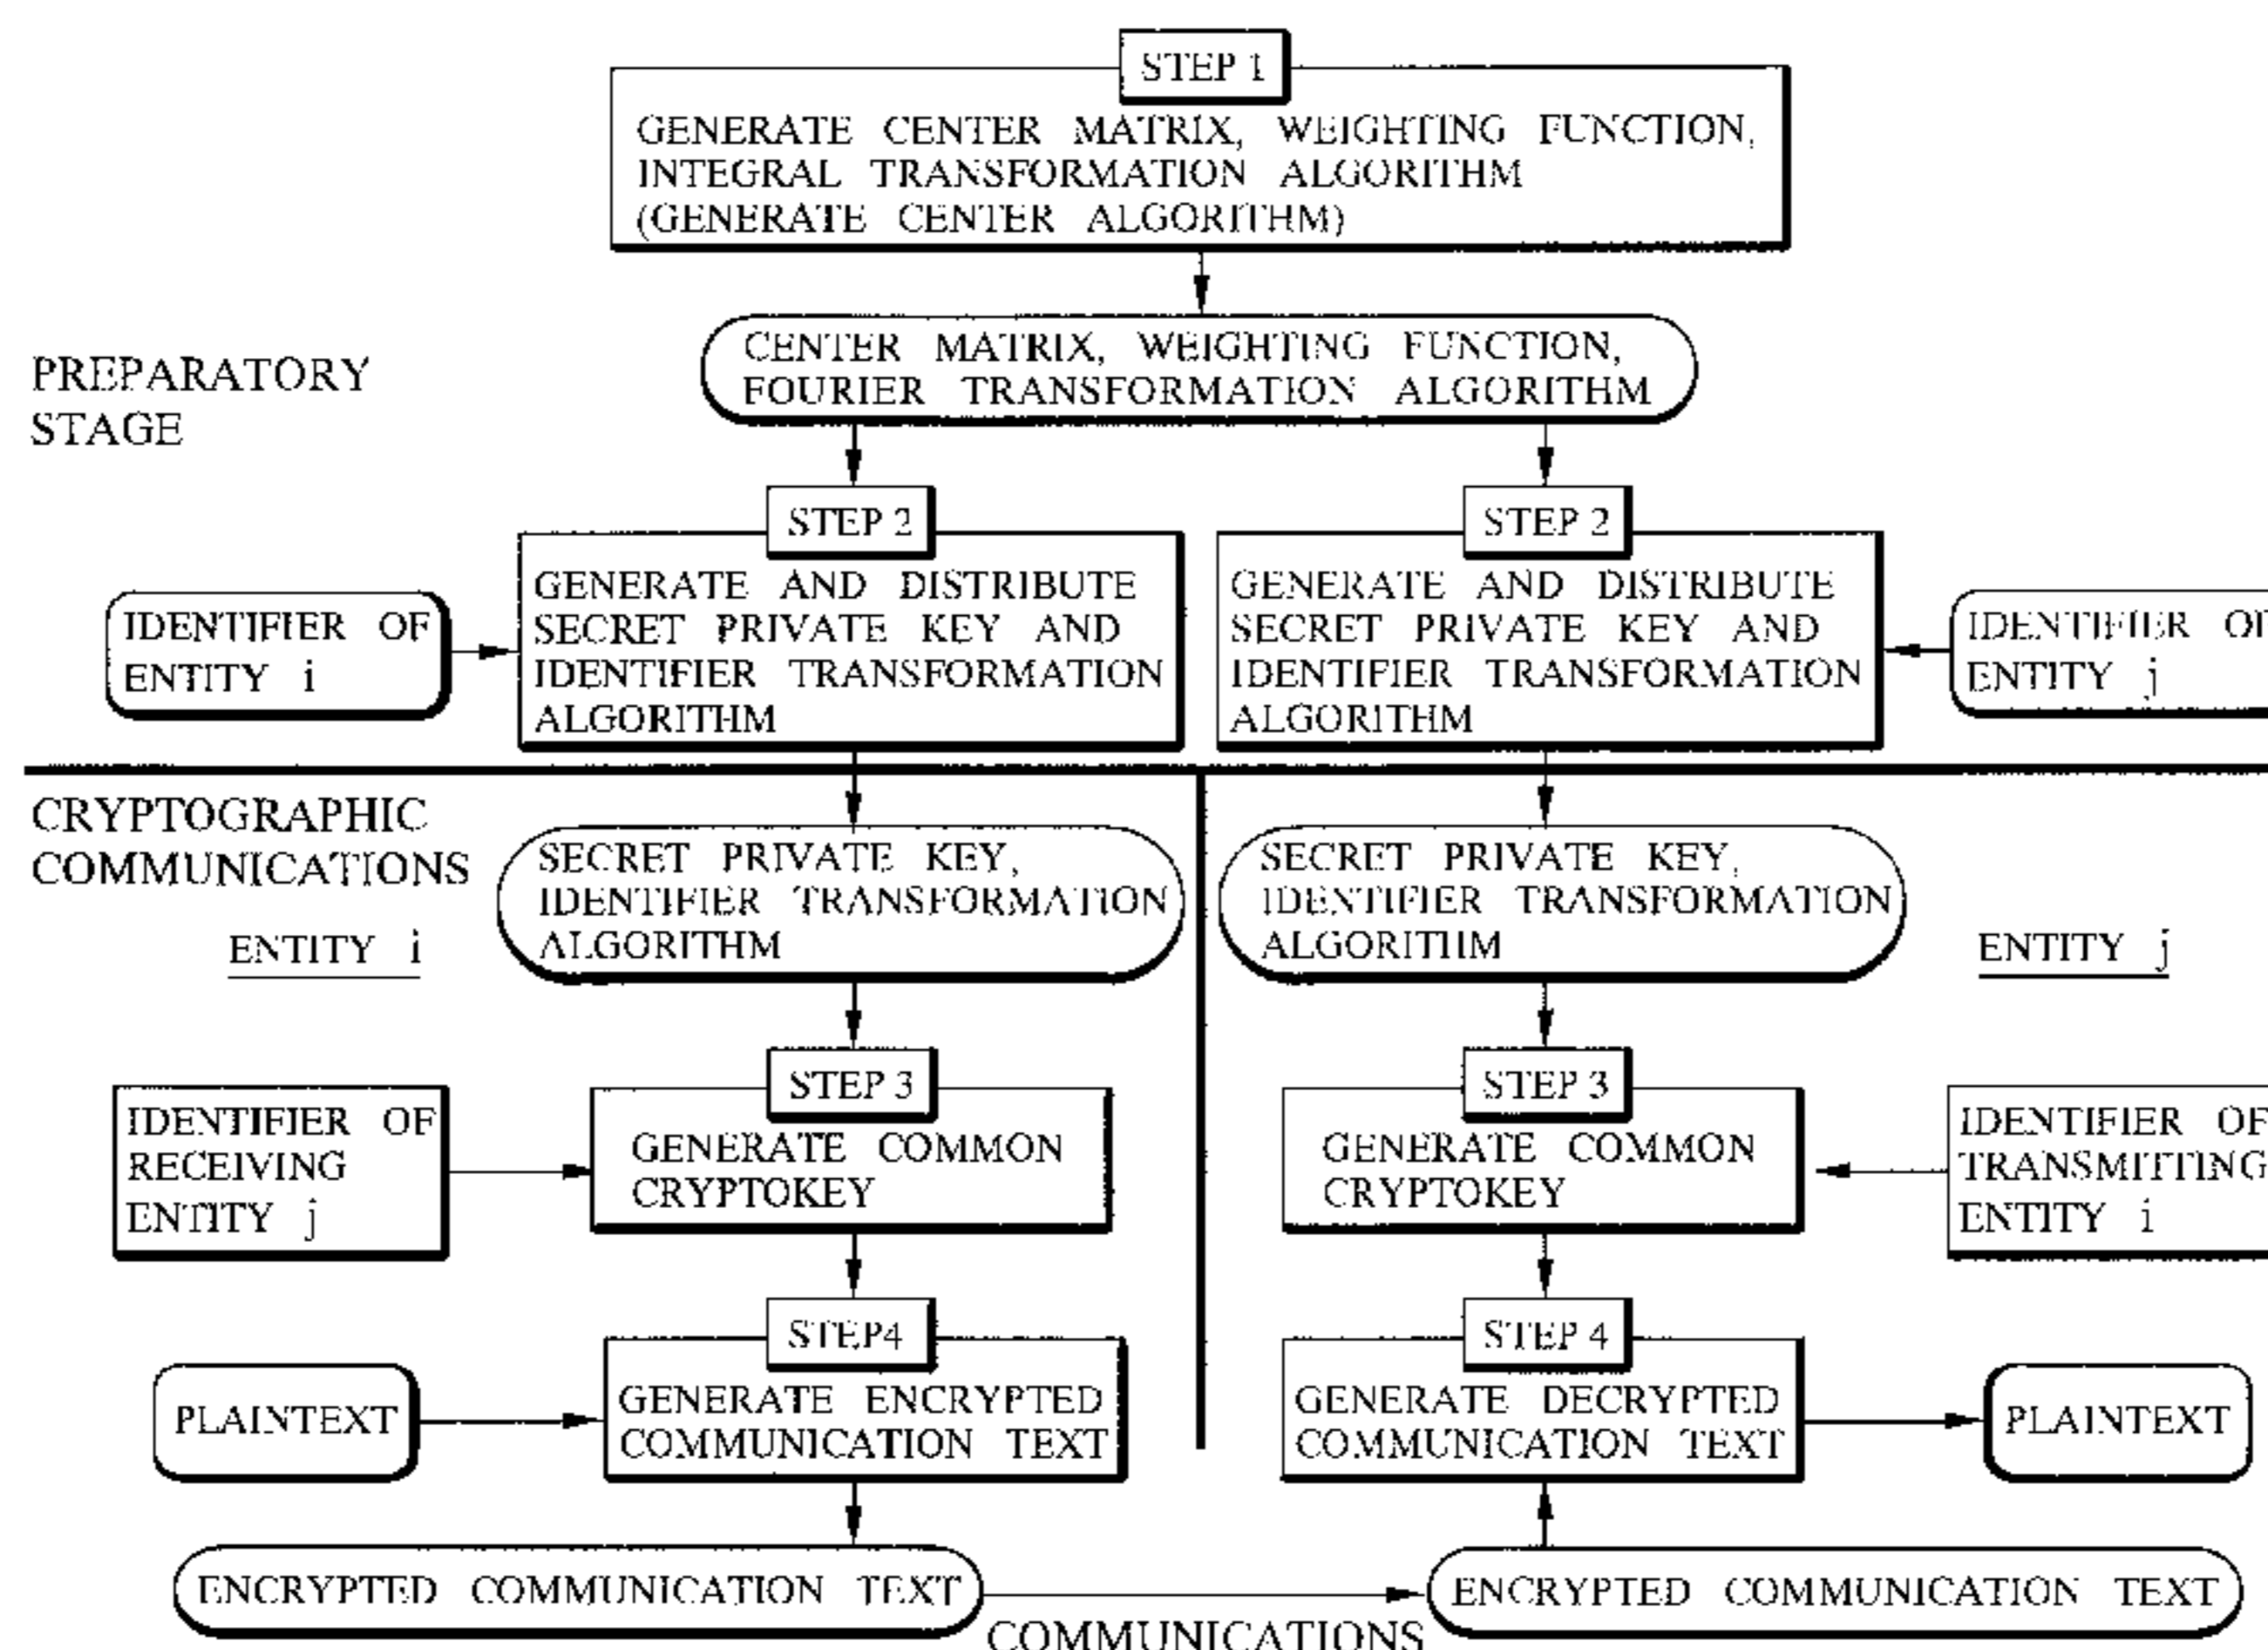 STEP 1
GENERATE CENTER MATRIX, WEIGHTING FUNCTION,
INTEGRAL TRANSFORMATION ALGORITHM
(GENERATE CENTER ALGORITHM)
CENTER MATRIX, WEIGHTING FUNCTION,
FOURIER TRANSFORMATION ALGORITHM
PREPARATORY
STAGE
STEP 2
GENERATE AND DISTRIBUTE
SECRET PRIVATE KEY AND
IDENTIFIER TRANSFORMATION
ALGORITHM
STEP 2
GENERATE AND DISTRIBUTE
SECRET PRIVATE KEY AND
IDENTIFIER TRANSFORMATION
ALGORITHM
IDENTIFIER OF
ENTITY i
IDENTIFIER OF
ENTITY j
CRYPTOGRAPHIC
COMMUNICATIONS
ENTITY i
SECRET PRIVATE KEY,
IDENTIFIER TRANSFORMATION
ALGORITHM
SECRET PRIVATE KEY,
IDENTIFIER TRANSFORMATION
ALGORITHM
ENTITY j
STEP 3
GENERATE COMMON
CRYPTOKEY
STEP 3
GENERATE COMMON
CRYPTOKEY
IDENTIFIER OF
RECEIVING
ENTITY j
IDENTIFIER OF
TRANSMITTING
ENTITY i
STEP4
GENERATE ENCRYPTED
COMMUNICATION TEXT
STEP 4
GENERATE DECRYPTED
COMMUNICATION TEXT
PLAINTEXT
PLAINTEXT
ENCRYPTED COMMUNICATION TEXT
ENCRYPTED COMMUNICATION TEXT
COMMUNICATIONS